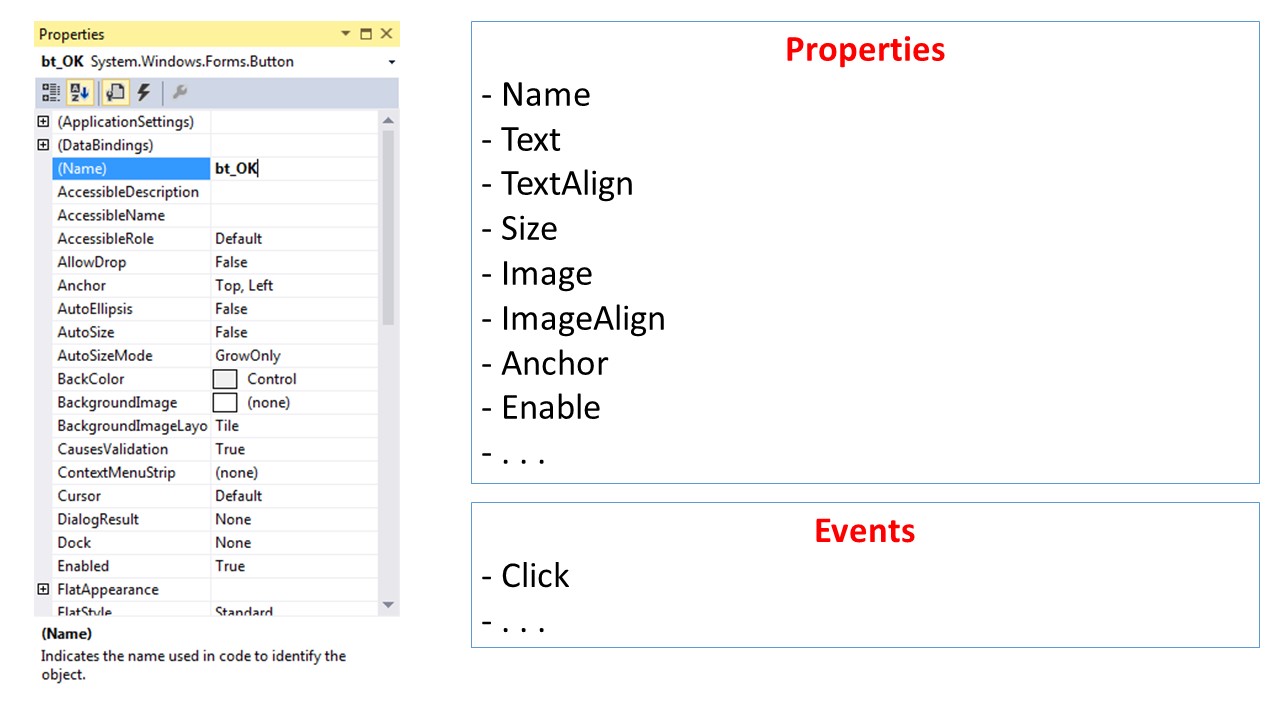 Properties
bt_OK System.Windows.Forms.Button
(ApplicationSettings)
(DataBindings)
(Name) bt_OK
AccessibleDescription
AccessibleName
AccessibleRole Default
AllowDrop False
Anchor Top, Left
AutoEllipsis False
AutoSize False
AutoSizeMode GrowOnly
BackColor Control
BackgroundImage (none)
BackgroundImageLayo Tile
CausesValidation True
ContextMenuStrip (none)
Cursor Default
DialogResult None
Dock None
Enabled True
FlatAppearance
FlatStyle Standard
(Name)
Indicates the name used in code to identify the
object.
Properties
- Name
- Text
- TextAlign
- Size
- Image
- ImageAlign
- Anchor
- Enable
- . . .
Events
- Click
- . . .